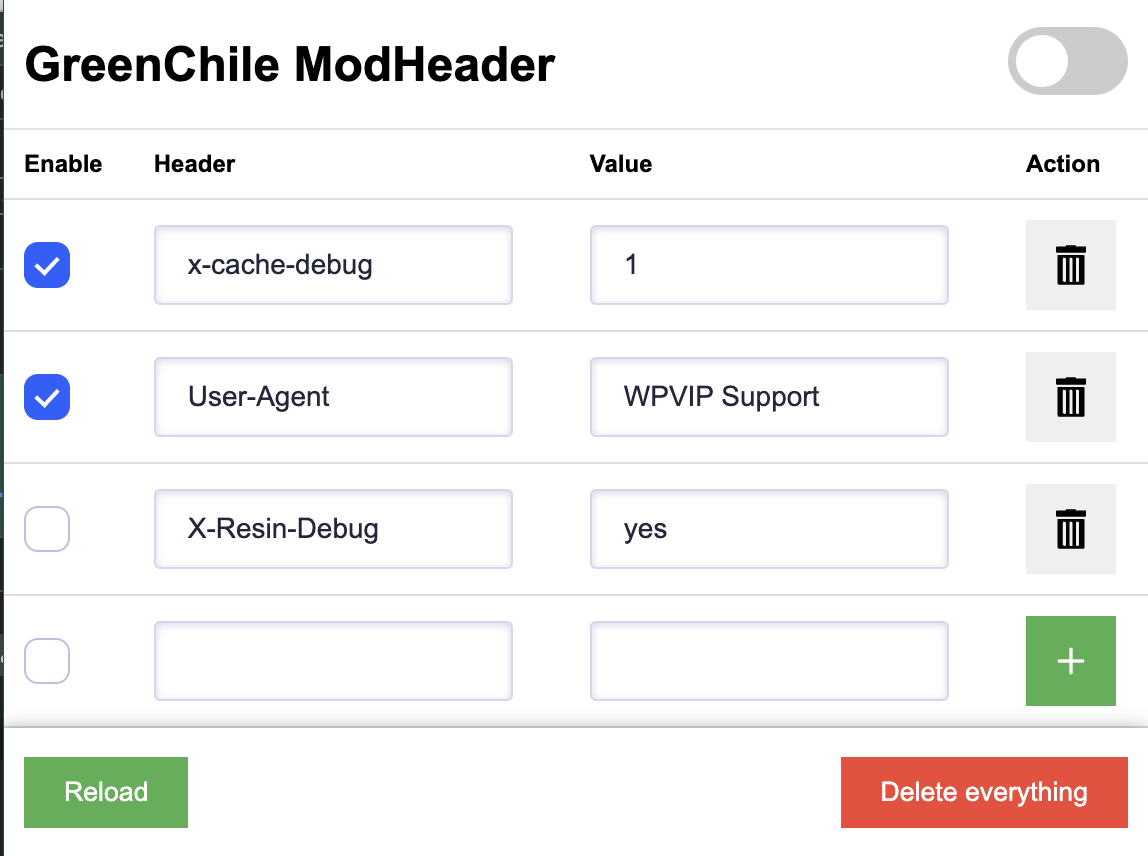 GreenChile ModHeader
Enable Header Value Action
x-cache-debug 1
User-Agent WPVIP Support
X-Resin-Debug yes
Reload Delete everything